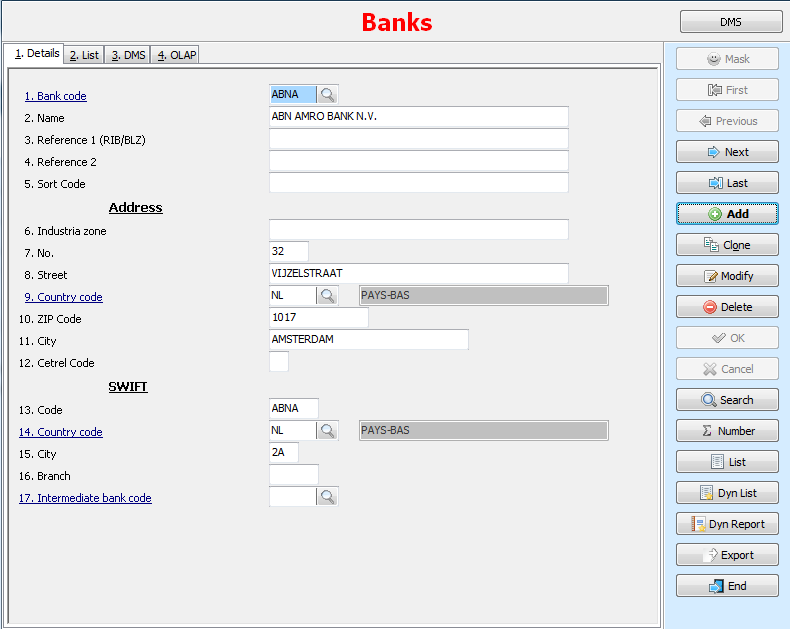 Banks
DMS
1. Details
2. List
3. DMS
4. OLAP
1. Bank code ABNA
2. Name ABN AMRO BANK N.V.
3. Reference 1 (RIB/BLZ)
4. Reference 2
5. Sort Code
Address
6. Industria zone
7. No. 32
8. Street VIJZELSTRAAT
9. Country code NL PAYS-BAS
10. ZIP Code 1017
11. City AMSTERDAM
12. Cetrel Code
SWIFT
13. Code ABNA
14. Country code NL PAYS-BAS
15. City 2A
16. Branch
17. Intermediate bank code
Mask
First
Previous
Next
Last
Add
Clone
Modify
Delete
OK
Cancel
Search
Number
List
Dyn List
Dyn Report
Export
End